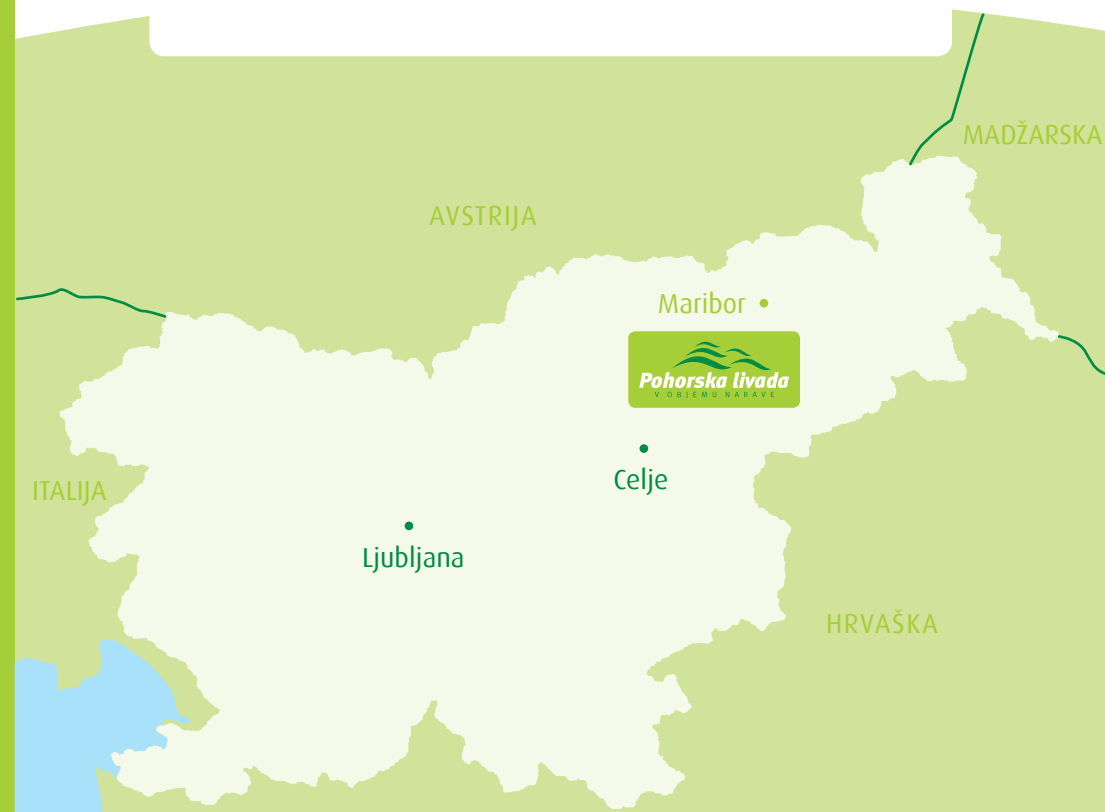 MADŽARSKA
AVSTRIJA
Maribor
Pohorska livada
V OBJEMU NARAVE
Celje
ITALIJA
Ljubljana
HRVAŠKA